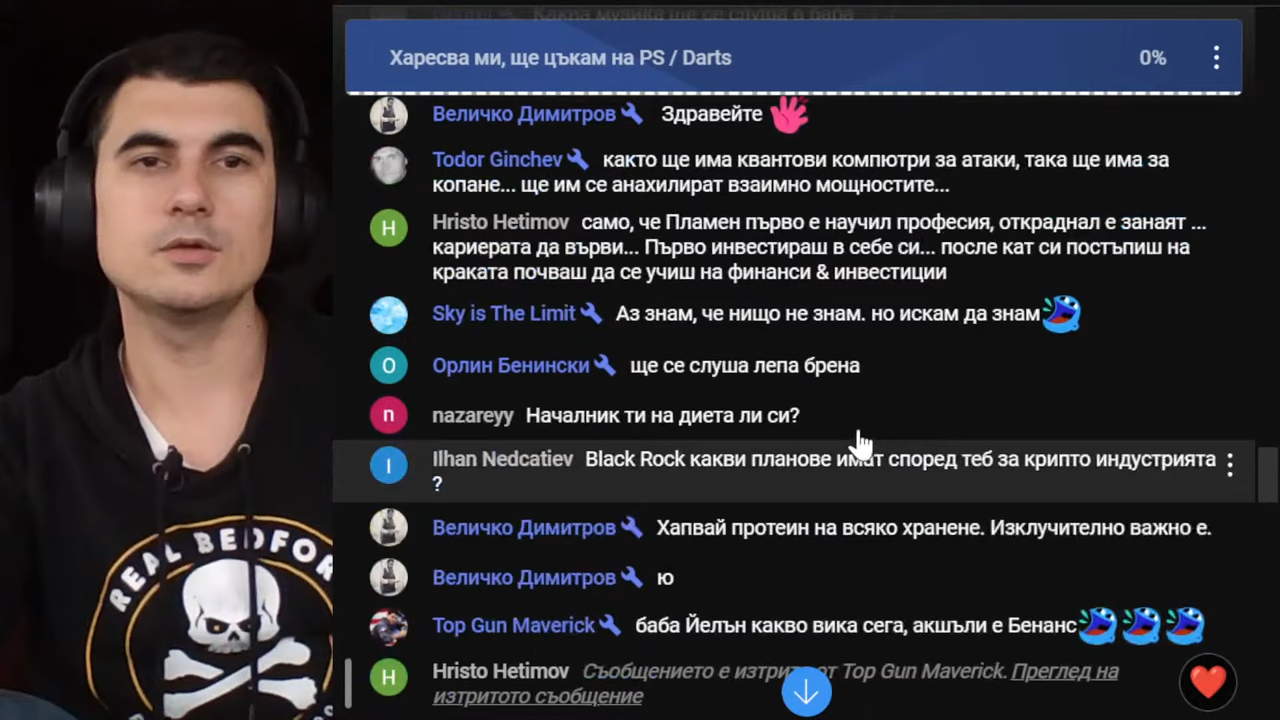 Каква музика ще се слуша в баба
Харесва ми, ще цъкам на PS / Darts
0%
Величко Димитров Здравейте
Todor Ginchev както ще има квантови компютри за атаки, така ще има за
копане... ще им се анахилират взаимно мощностите...
H Hristo Hetimov само, че Пламен първо е научил професия, откраднал е занаят ...
кариерата да върви... Първо инвестираш в себе си... после кат си постъпиш на
краката почваш да се учиш на финанси & инвестиции
Sky is The Limit Аз знам, че нищо не знам. но искам да знам
О Орлин Бенински ще се слуша лепа брена
n nazareyy Началник ти на диета ли си?
I Ilhan Nedcatiev Black Rock какви планове имат според теб за крипто индустрията
?
Величко Димитров Хапвай протеин на всяко хранене. Изключително важно е.
Величко Димитров ю
Top Gun Maverick баба Йелън какво вика сега, акшъли е Бенанс
H Hristo Hetimov Съобщението е изтрито от Top Gun Maverick. Преглед на
изтритото съобщение
REAL BEDFOR